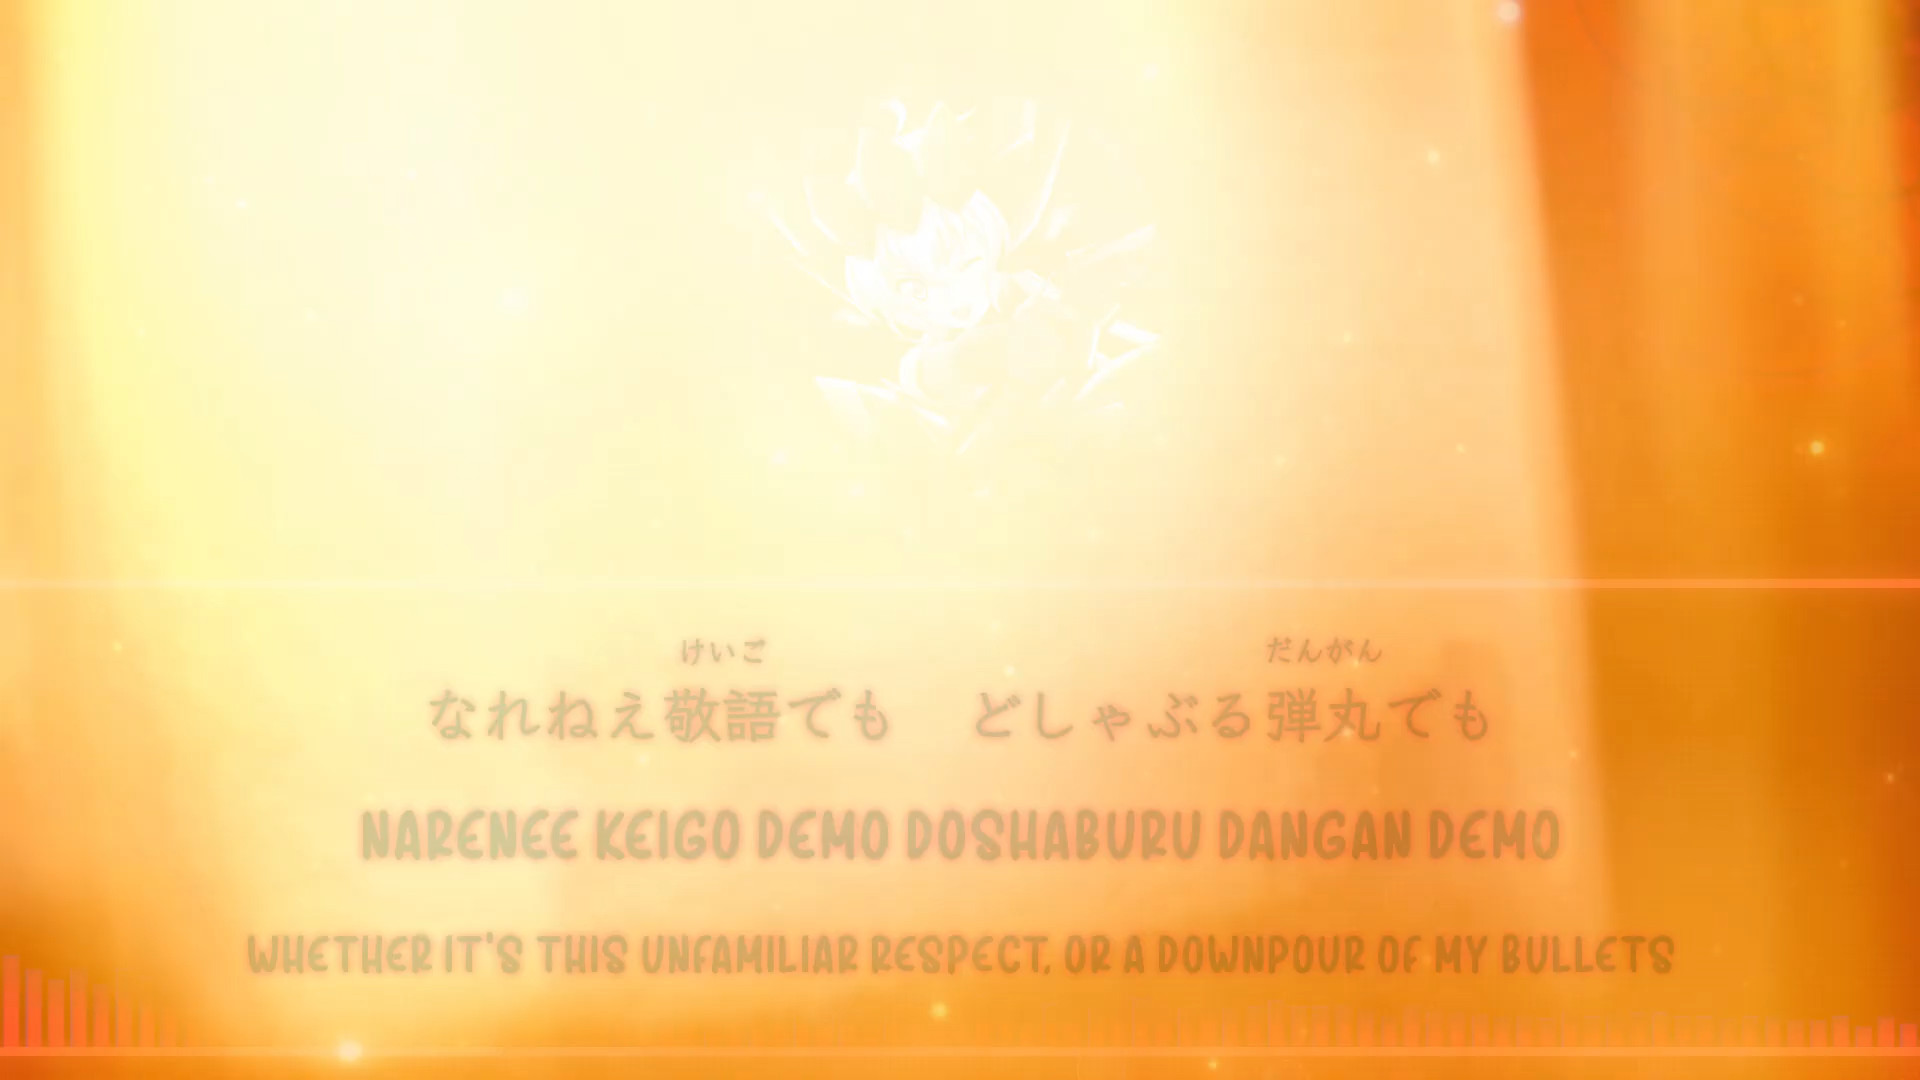 けいご だんがん
なれねえ敬語でも どしゃぶる弾丸でも
NARENEE KEIGO DEMO DOSHABURU DANGAN DEMO
WHETHER IT'S THIS UNFAMILIAR RESPECT, OR A DOWNPOUR OF MY BULLETS